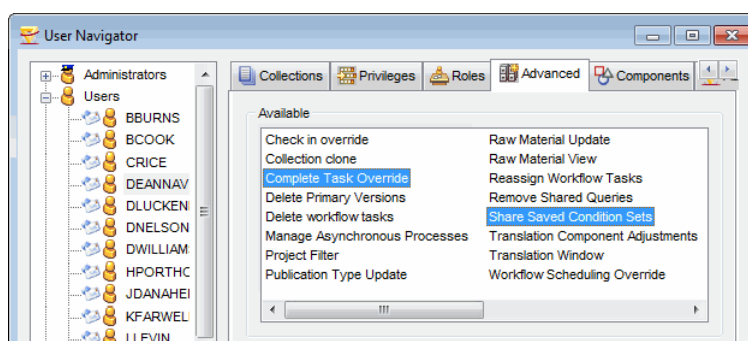 User Navigator
Administrators
Users
BBURNS
BCOOK
CRICE
DEANNAV
DLUCKENI
DNELSON
DWILLIAM
HPORTHC
JDANAHEI
KFARWELI
Collections Privileges Roles Advanced Components
Available
Check in override
Collection clone
Complete Task Override
Delete Primary Versions
Delete workflow tasks
Manage Asynchronous Processes
Project Filter
Publication Type Update
Raw Material Update
Raw Material View
Reassign Workflow Tasks
Remove Shared Queries
Share Saved Condition Sets
Translation Component Adjustments
Translation Window
Workflow Scheduling Override